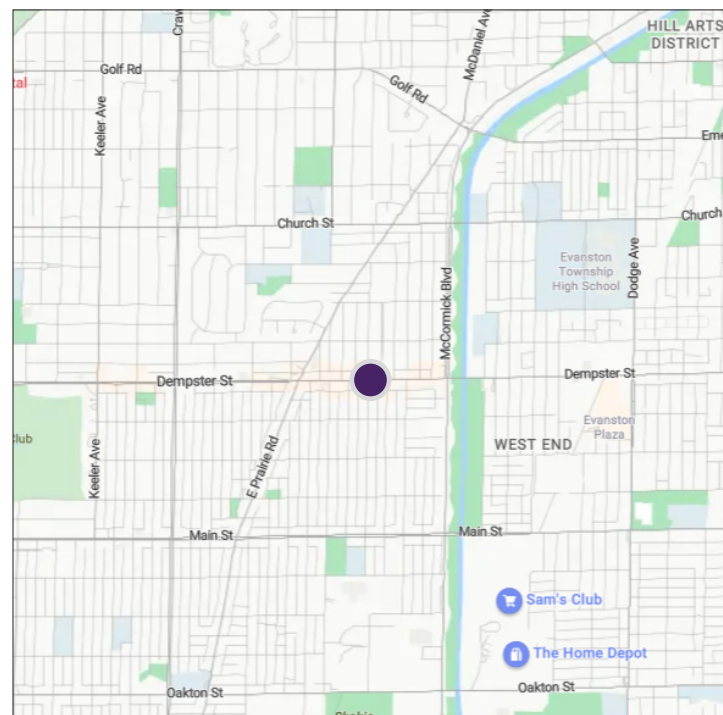 HILL ARTS
DISTRICT
Golf Rd
Keeler Ave
McDaniel Ave
Golf Rd
Church St
Church
Evanston
Township
High School
Dodge Ave
McCormick Blvd
Dempster St
Dempster St
Evanston
Plaza
WEST END
Keeler Ave
E Prairie Rd
Main St
Main St
Sam's Club
The Home Depot
Oakton St
Oakton St